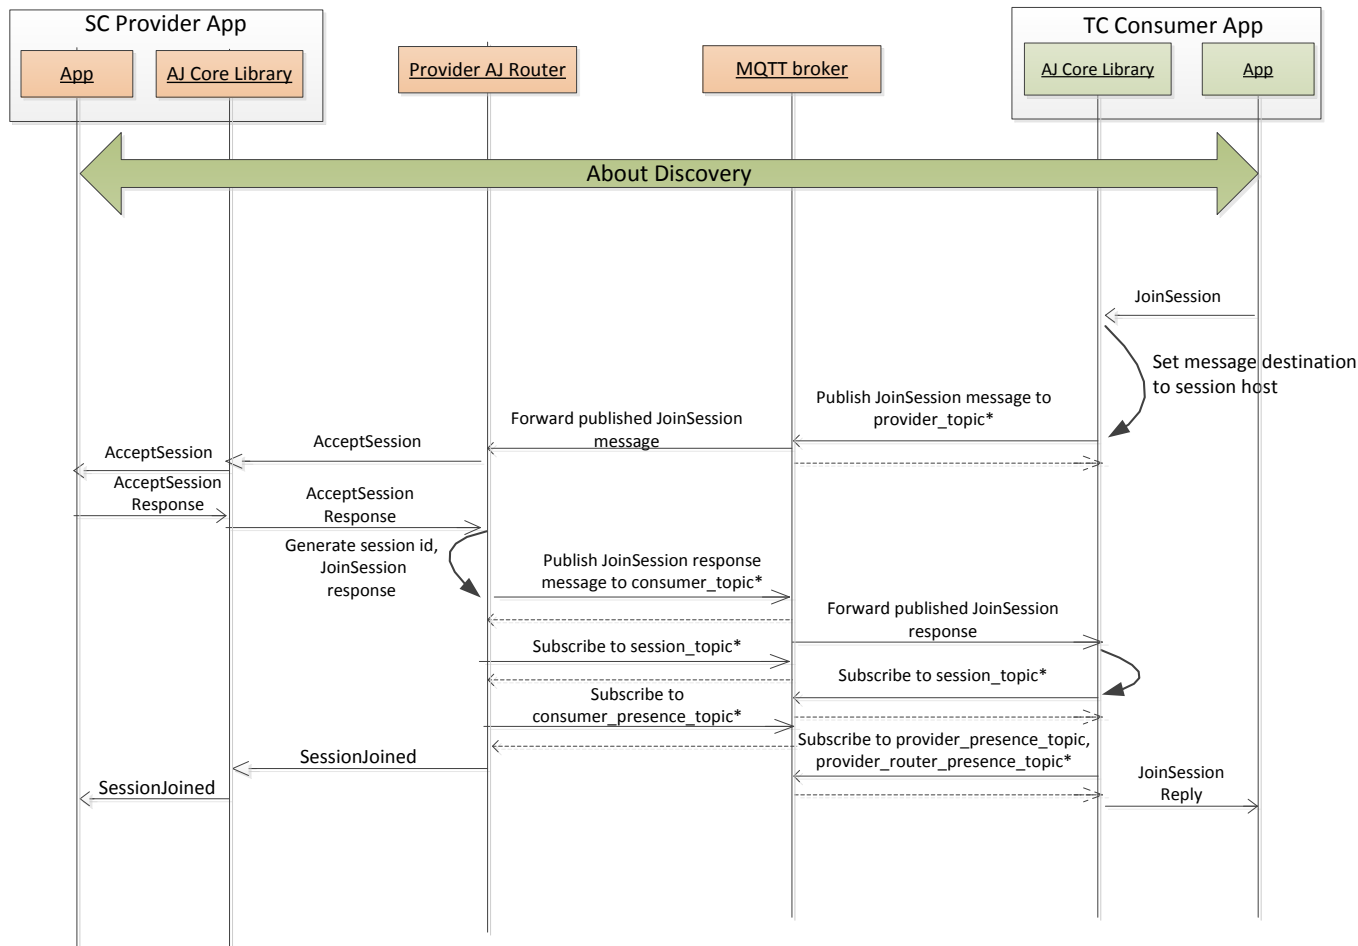 SC Provider App
TC Consumer App
App
AJ Core Library
Provider AJ Router
MQTT broker
AJ Core Library
App
About Discovery
JoinSession
Set message destination
to session host
Publish JoinSession message to
provider_topic*
Forward published JoinSession
message
AcceptSession
AcceptSession
AcceptSession
Response
AcceptSession
Response
Generate session id,
JoinSession
response
Publish JoinSession response
message to consumer_topic*
Forward published JoinSession
response
Subscribe to session_topic*
Subscribe to session_topic*
Subscribe to
consumer_presence_topic*
Subscribe to provider_presence_topic,
provider_router_presence_topic*
SessionJoined
SessionJoined
JoinSession
Reply